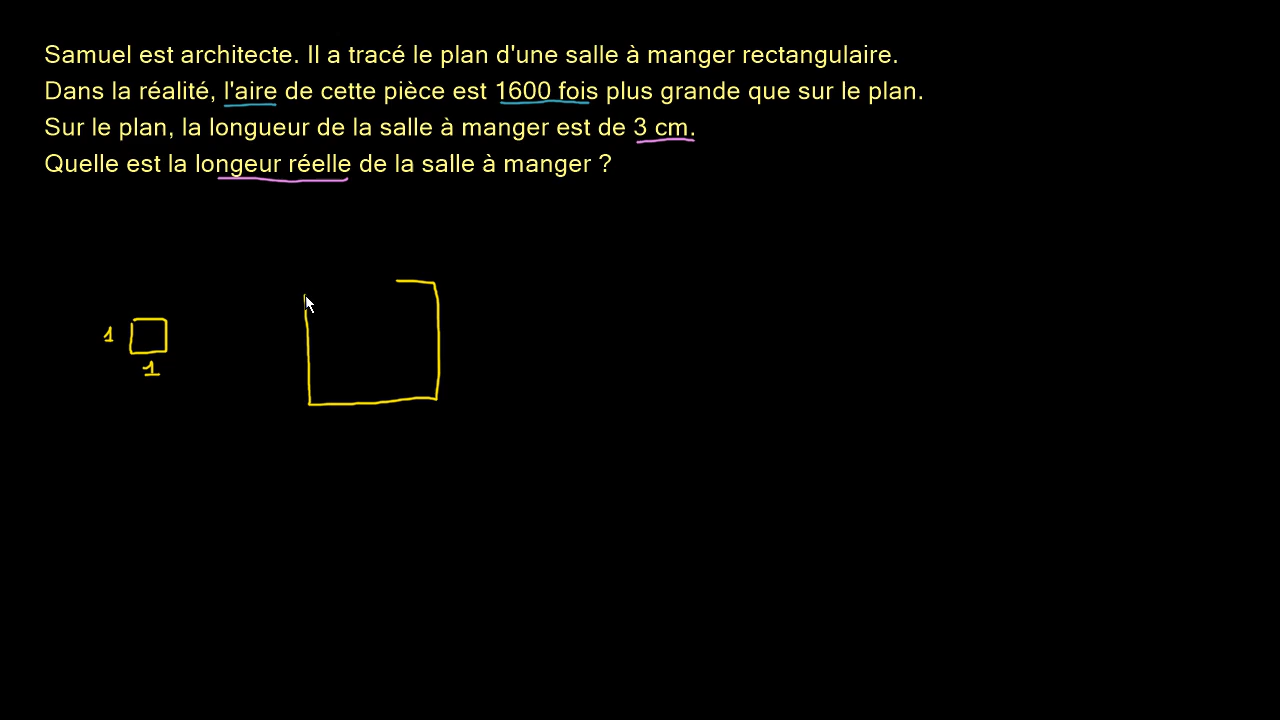 Samuel est architecte. Il a tracé le plan d'une salle à manger rectangulaire.
Dans la réalité, l'aire de cette pièce est 1600 fois plus grande que sur le plan.
Sur le plan, la longueur de la salle à manger est de 3 cm.
Quelle est la longeur réelle de la salle à manger ?
1
1